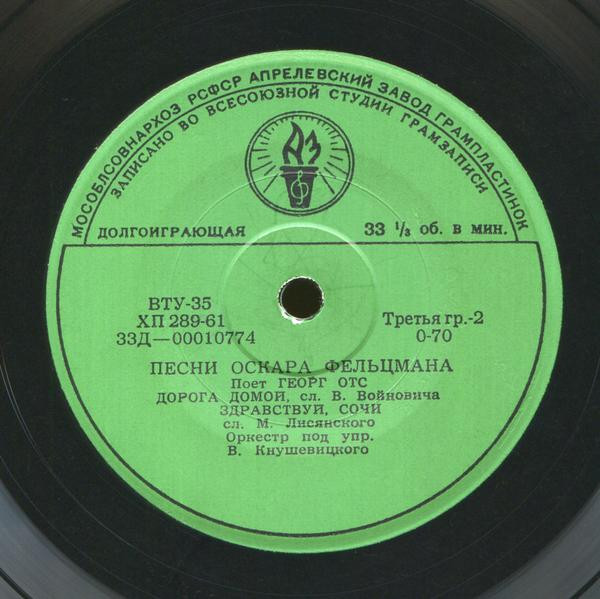 МОСОБЛСОВНАРХОЗ РСФСР АПРЕЛЕВСКИЙ ЗАВОД ГРАМПЛАСТИНОК
ЗАПИСАНО ВО ВСЕСОЮЗНОЙ СТУДИИ ГРАМЗАПИСИ
АЗ
ДОЛГОИГРАЮЩАЯ 33 1/3 об. в мин.
ВТУ-35
ХП 289-61 Третья гр.-2
33Д—00010774 0-70
ПЕСНИ ОСКАРА ФЕЛЬЦМАНА
Поет ГЕОРГ ОТС
ДОРОГА ДОМОЙ, сл. В. Войновича
ЗДРАВСТВУЙ, СОЧИ
сл. М. Лисянского
Оркестр под упр.
В. Кнушевицкого